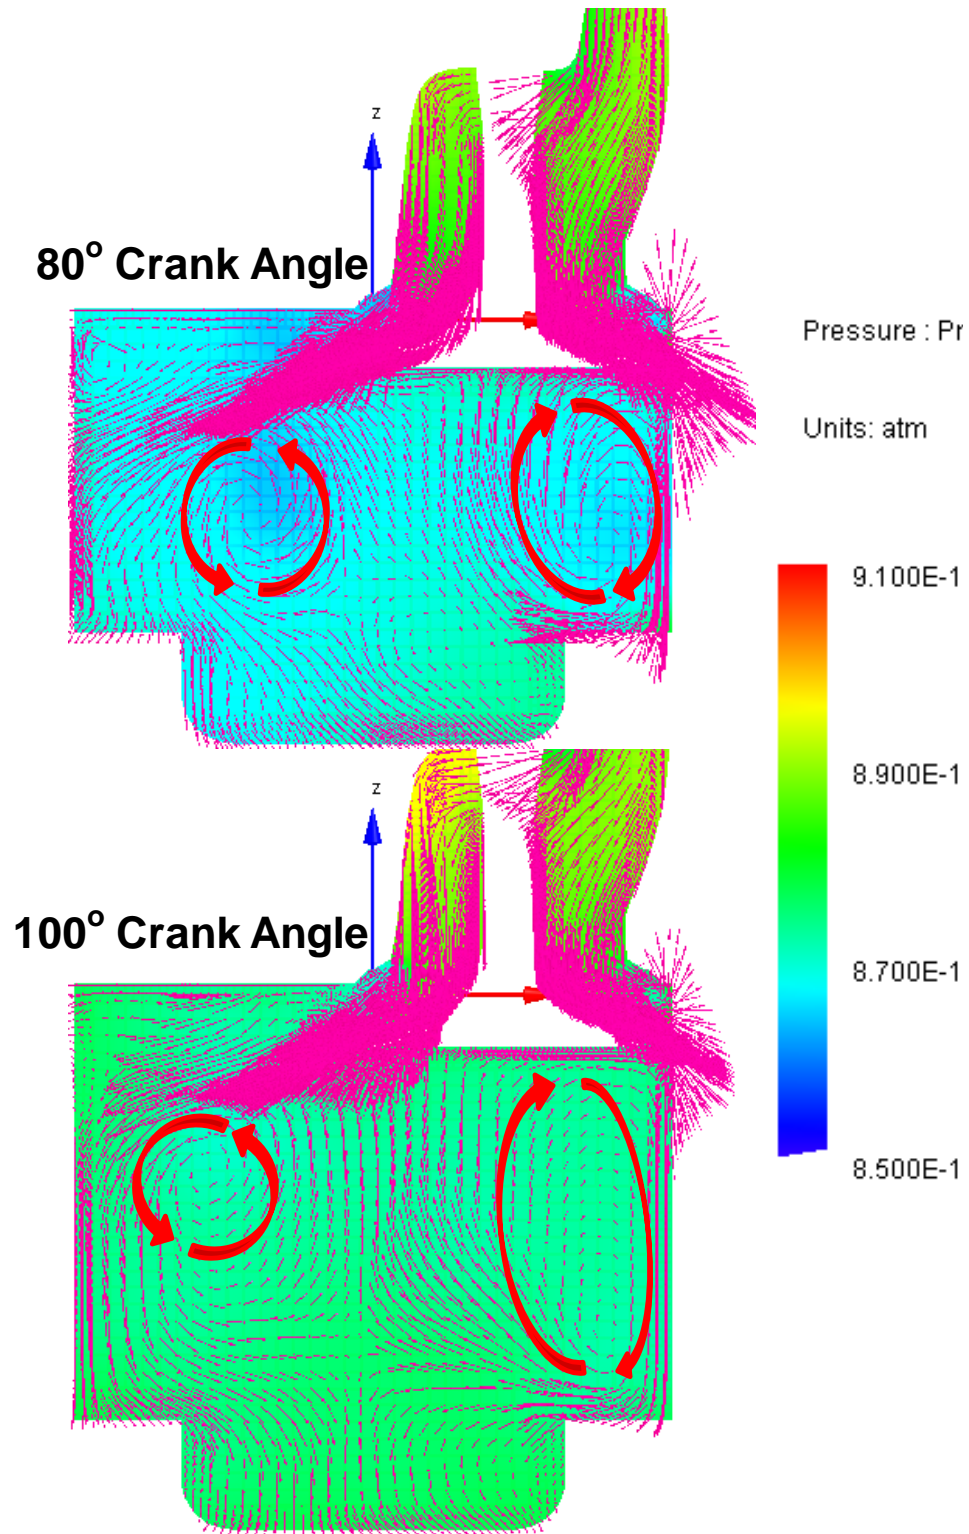 z
80° Crank Angle
Pressure : Pr
Units: atm
9.100E-1
8.900E-1
z
100° Crank Angle
8.700E-1
8.500E-1